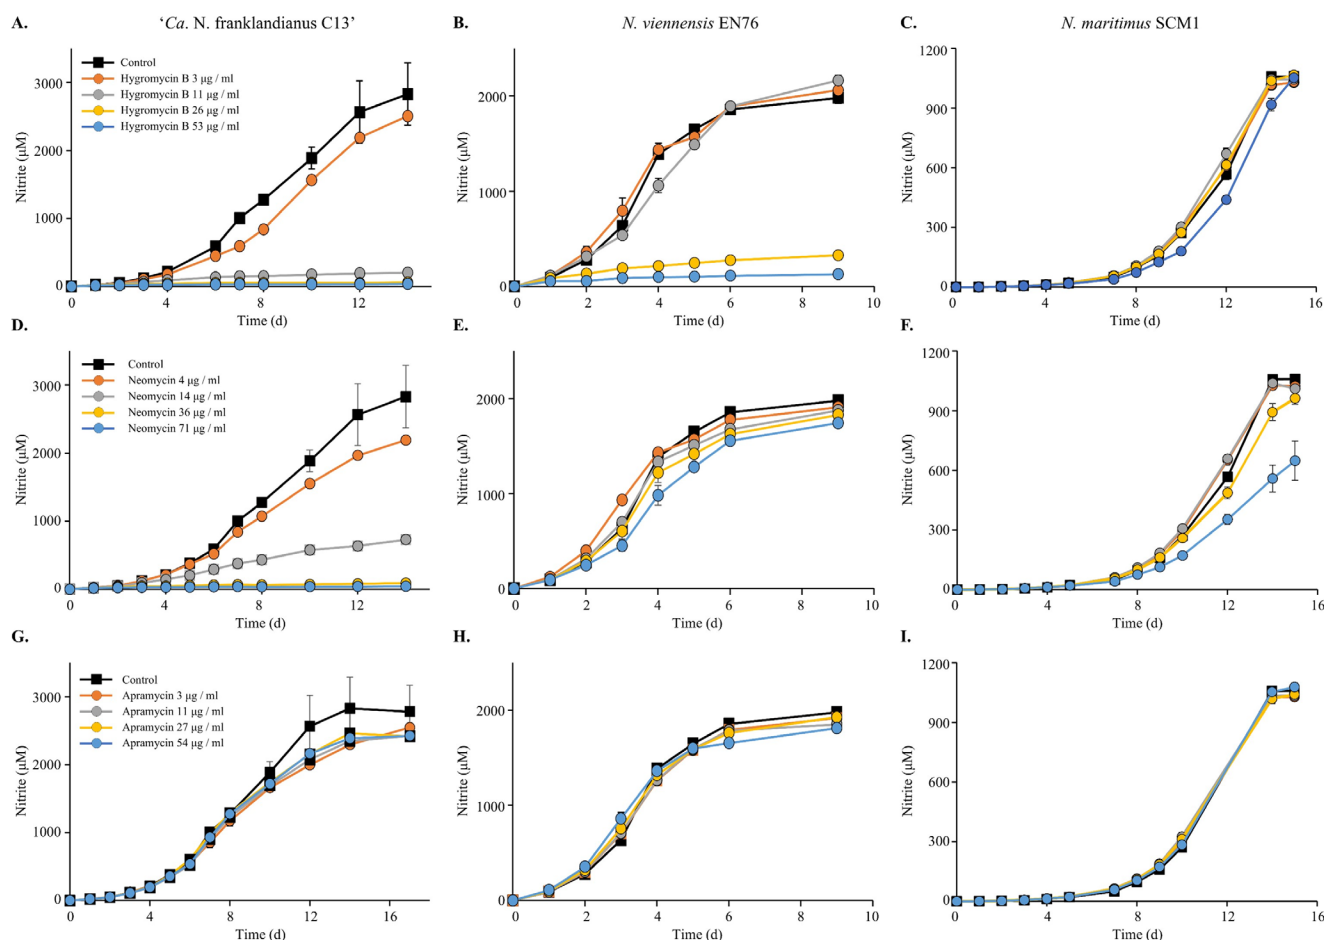 A. 'Ca. N. franklandianus C13'
B. N. viennensis EN76
C. N. maritimus SCM1
Nitrite (µM)
3000
2000
1000
0
Control
Hygromycin B 3 µg / ml
Hygromycin B 11 µg / ml
Hygromycin B 26 µg / ml
Hygromycin B 53 µg / ml
0 4 8 12
Time (d)
Nitrite (µM)
2000
1000
0
0 2 4 6 8 10
Time (d)
Nitrite (µM)
1200
900
600
300
0
0 4 8 12 16
Time (d)
D.
Nitrite (µM)
3000
2000
1000
0
Control
Neomycin 4 µg / ml
Neomycin 14 µg / ml
Neomycin 36 µg / ml
Neomycin 71 µg / ml
0 4 8 12
Time (d)
E.
Nitrite (µM)
2000
1000
0
0 2 4 6 8 10
Time (d)
F.
Nitrite (µM)
1200
900
600
300
0
0 4 8 12 16
Time (d)
G.
Nitrite (µM)
3000
2000
1000
0
Control
Apramycin 3 µg / ml
Apramycin 11 µg / ml
Apramycin 27 µg / ml
Apramycin 54 µg / ml
0 4 8 12 16
Time (d)
H.
Nitrite (µM)
2000
1000
0
0 2 4 6 8 10
Time (d)
I.
Nitrite (µM)
1200
900
600
300
0
0 4 8 12 16
Time (d)